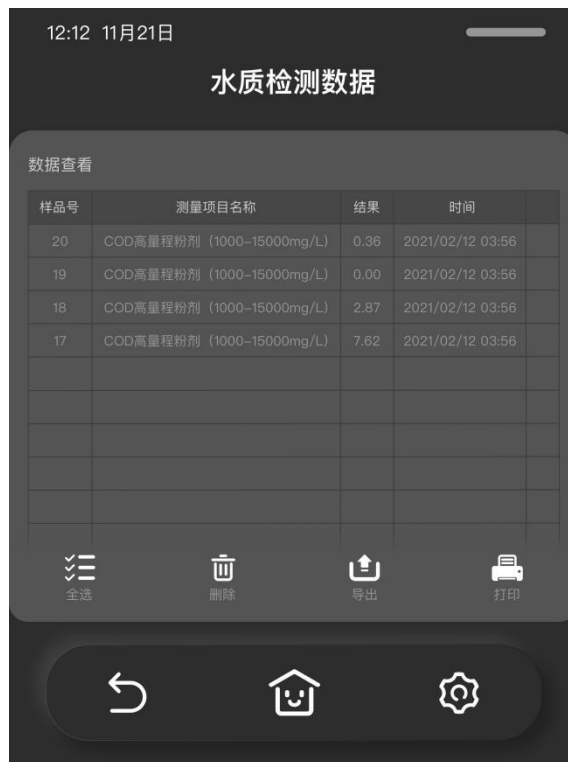 12:12 11月21日
水质检测数据
数据查看
样品号 测量项目名称 结果 时间
20 COD高量程粉剂（1000–15000mg/L） 0.36 2021/02/12 03:56
19 COD高量程粉剂（1000–15000mg/L） 0.00 2021/02/12 03:56
18 COD高量程粉剂（1000–15000mg/L） 2.87 2021/02/12 03:56
17 COD高量程粉剂（1000–15000mg/L） 7.62 2021/02/12 03:56
全选 删除 导出 打印